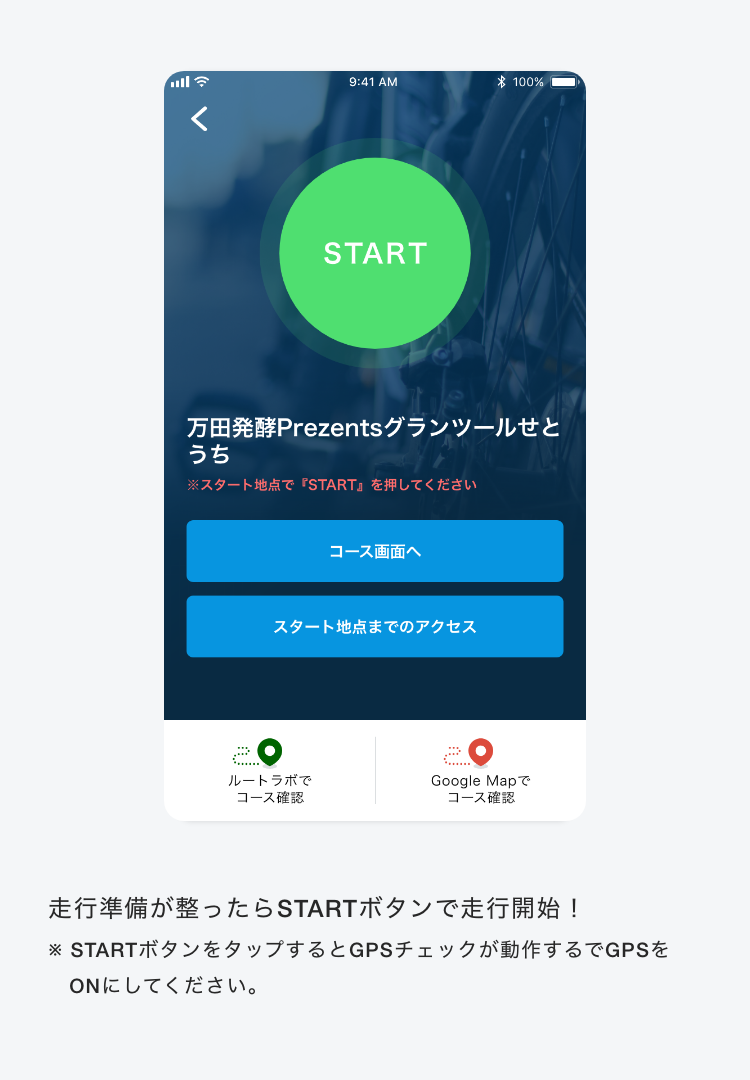 9:41 AM 100%
START
万田発酵Prezentsグランツールせと
うち
※スタート地点で『START』を押してください
コース画面へ
スタート地点までのアクセス
ルートラボで
コース確認
Google Mapで
コース確認
走行準備が整ったらSTARTボタンで走行開始！
※ STARTボタンをタップするとGPSチェックが動作するでGPSを
ONにしてください。